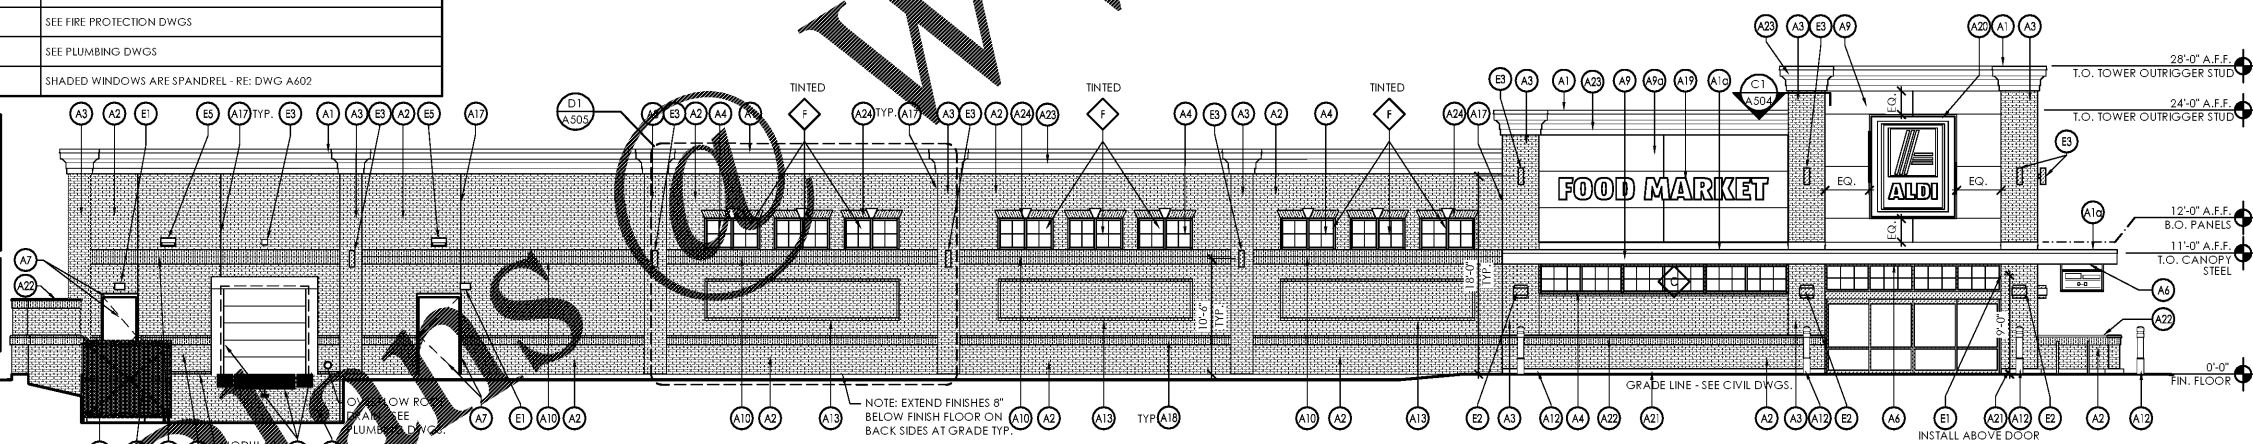 SEE FIRE PROTECTION DWGS
SEE PLUMBING DWGS
SHADED WINDOWS ARE SPANDREL - RE: DWG A602
A23 A3 E3 A9 A20 A1 A3
28'-0" A.F.F.
T.O. TOWER OUTRIGGER STUD
E3 A3 A1 A23 A9 A9a A19 A1a C1
A504
TINTED TINTED TINTED
A3 A2 E1 E5 A17 TYP. E3 A1 A3 E3 A2 E5 A17 D1
A505
E3 A2 A4 F A24 TYP. A17 A3 E3 A2 A24 A23 F A4 E3 A3 A2 A4 F A24 A17
24'-0" A.F.F.
T.O. TOWER OUTRIGGER STUD
EQ.
E3
FOOD MARKET
EQ. EQ.
ALDI
EQ.
A1a
12'-0" A.F.F.
B.O. PANELS
11'-0" A.F.F.
T.O. CANOPY
STEEL
A7
A22
18'-0"
TYP.
C
A6
10'-6"
TYP.
9'-0"
A22
0'-0"
FIN. FLOOR
GRADE LINE - SEE CIVIL DWGS.
NOTE: EXTEND FINISHES 8"
BELOW FINISH FLOOR ON
BACK SIDES AT GRADE TYP.
A7 E1 A10 A2 A10 A2 A13 A10 A2 A13 TYP. A18 A10 A2 A13 E2 A3 A12 A4 A22 A21 A2 A3 A12 E2 A6 E1 A21 A12 E2 A2 A12
INSTALL ABOVE DOOR
@ W
lans